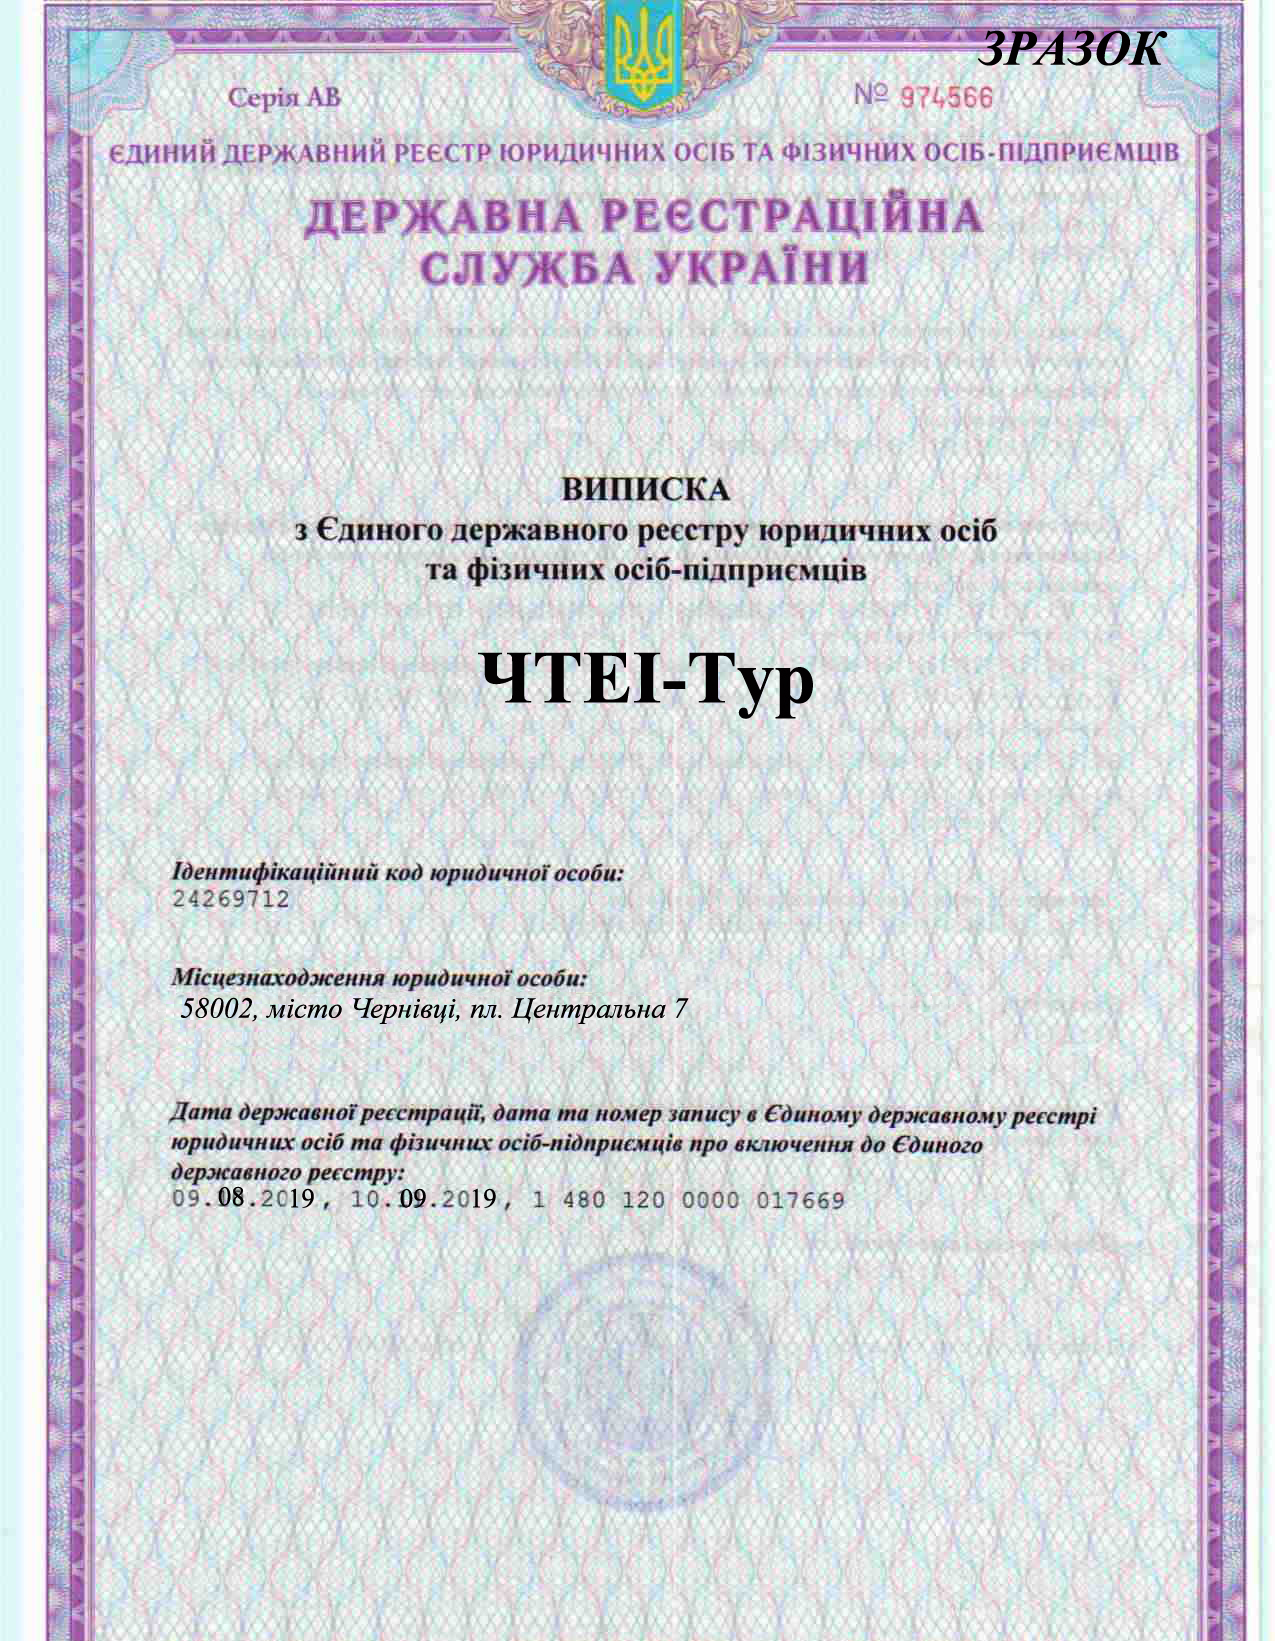 ЗРАЗОК
Серія АВ
№ 974566
ЄДИНИЙ ДЕРЖАВНИЙ РЕЄСТР ЮРИДИЧНИХ ОСІБ ТА ФІЗИЧНИХ ОСІБ-ПІДПРИЄМЦІВ
ДЕРЖАВНА РЕЄСТРАЦІЙНА
СЛУЖБА УКРАЇНИ
ВИПИСКА
з Єдиного державного реєстру юридичних осіб
та фізичних осіб-підприємців
ЧТЕІ-Тур
Ідентифікаційний код юридичної особи:
24269712
Місцезнаходження юридичної особи:
58002, місто Чернівці, пл. Центральна 7
Дата державної реєстрації, дата та номер запису в Єдиному державному реєстрі
юридичних осіб та фізичних осіб-підприємців про включення до Єдиного
державного реєстру:
09.08.2019, 10.09.2019, 1 480 120 0000 017669